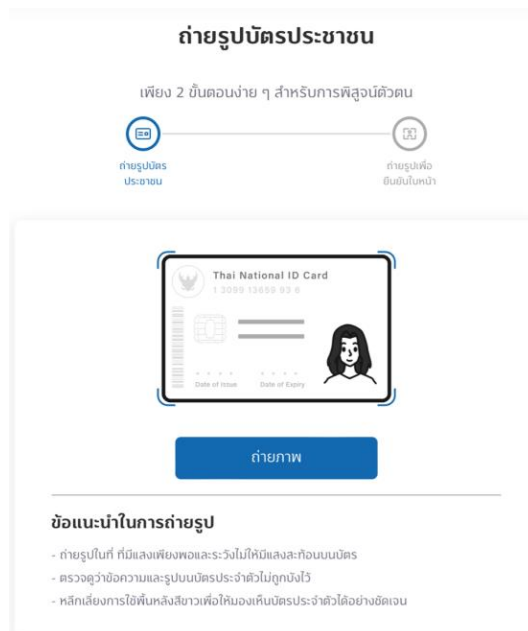 ถ่ายรูปบัตรประชาชน
เพียง 2 ขั้นตอนง่าย ๆ สำหรับการพิสูจน์ตัวตน
ถ่ายรูปบัตร
ประชาชน
ถ่ายรูปเพื่อ
ยืนยันใบหน้า
Thai National ID Card
1 3099 13659 93 6
Date of Issue
Date of Expiry
ถ่ายภาพ
ข้อแนะนำในการถ่ายรูป
- ถ่ายรูปในที่ ที่มีแสงเพียงพอและระวังไม่ให้มีแสงสะท้อนบนบัตร
- ตรวจดูว่าข้อความและรูปบนบัตรประจำตัวไม่ถูกบังไว้
- หลีกเลี่ยงการใช้พื้นหลังสีขาวเพื่อให้มองเห็นบัตรประจำตัวได้อย่างชัดเจน